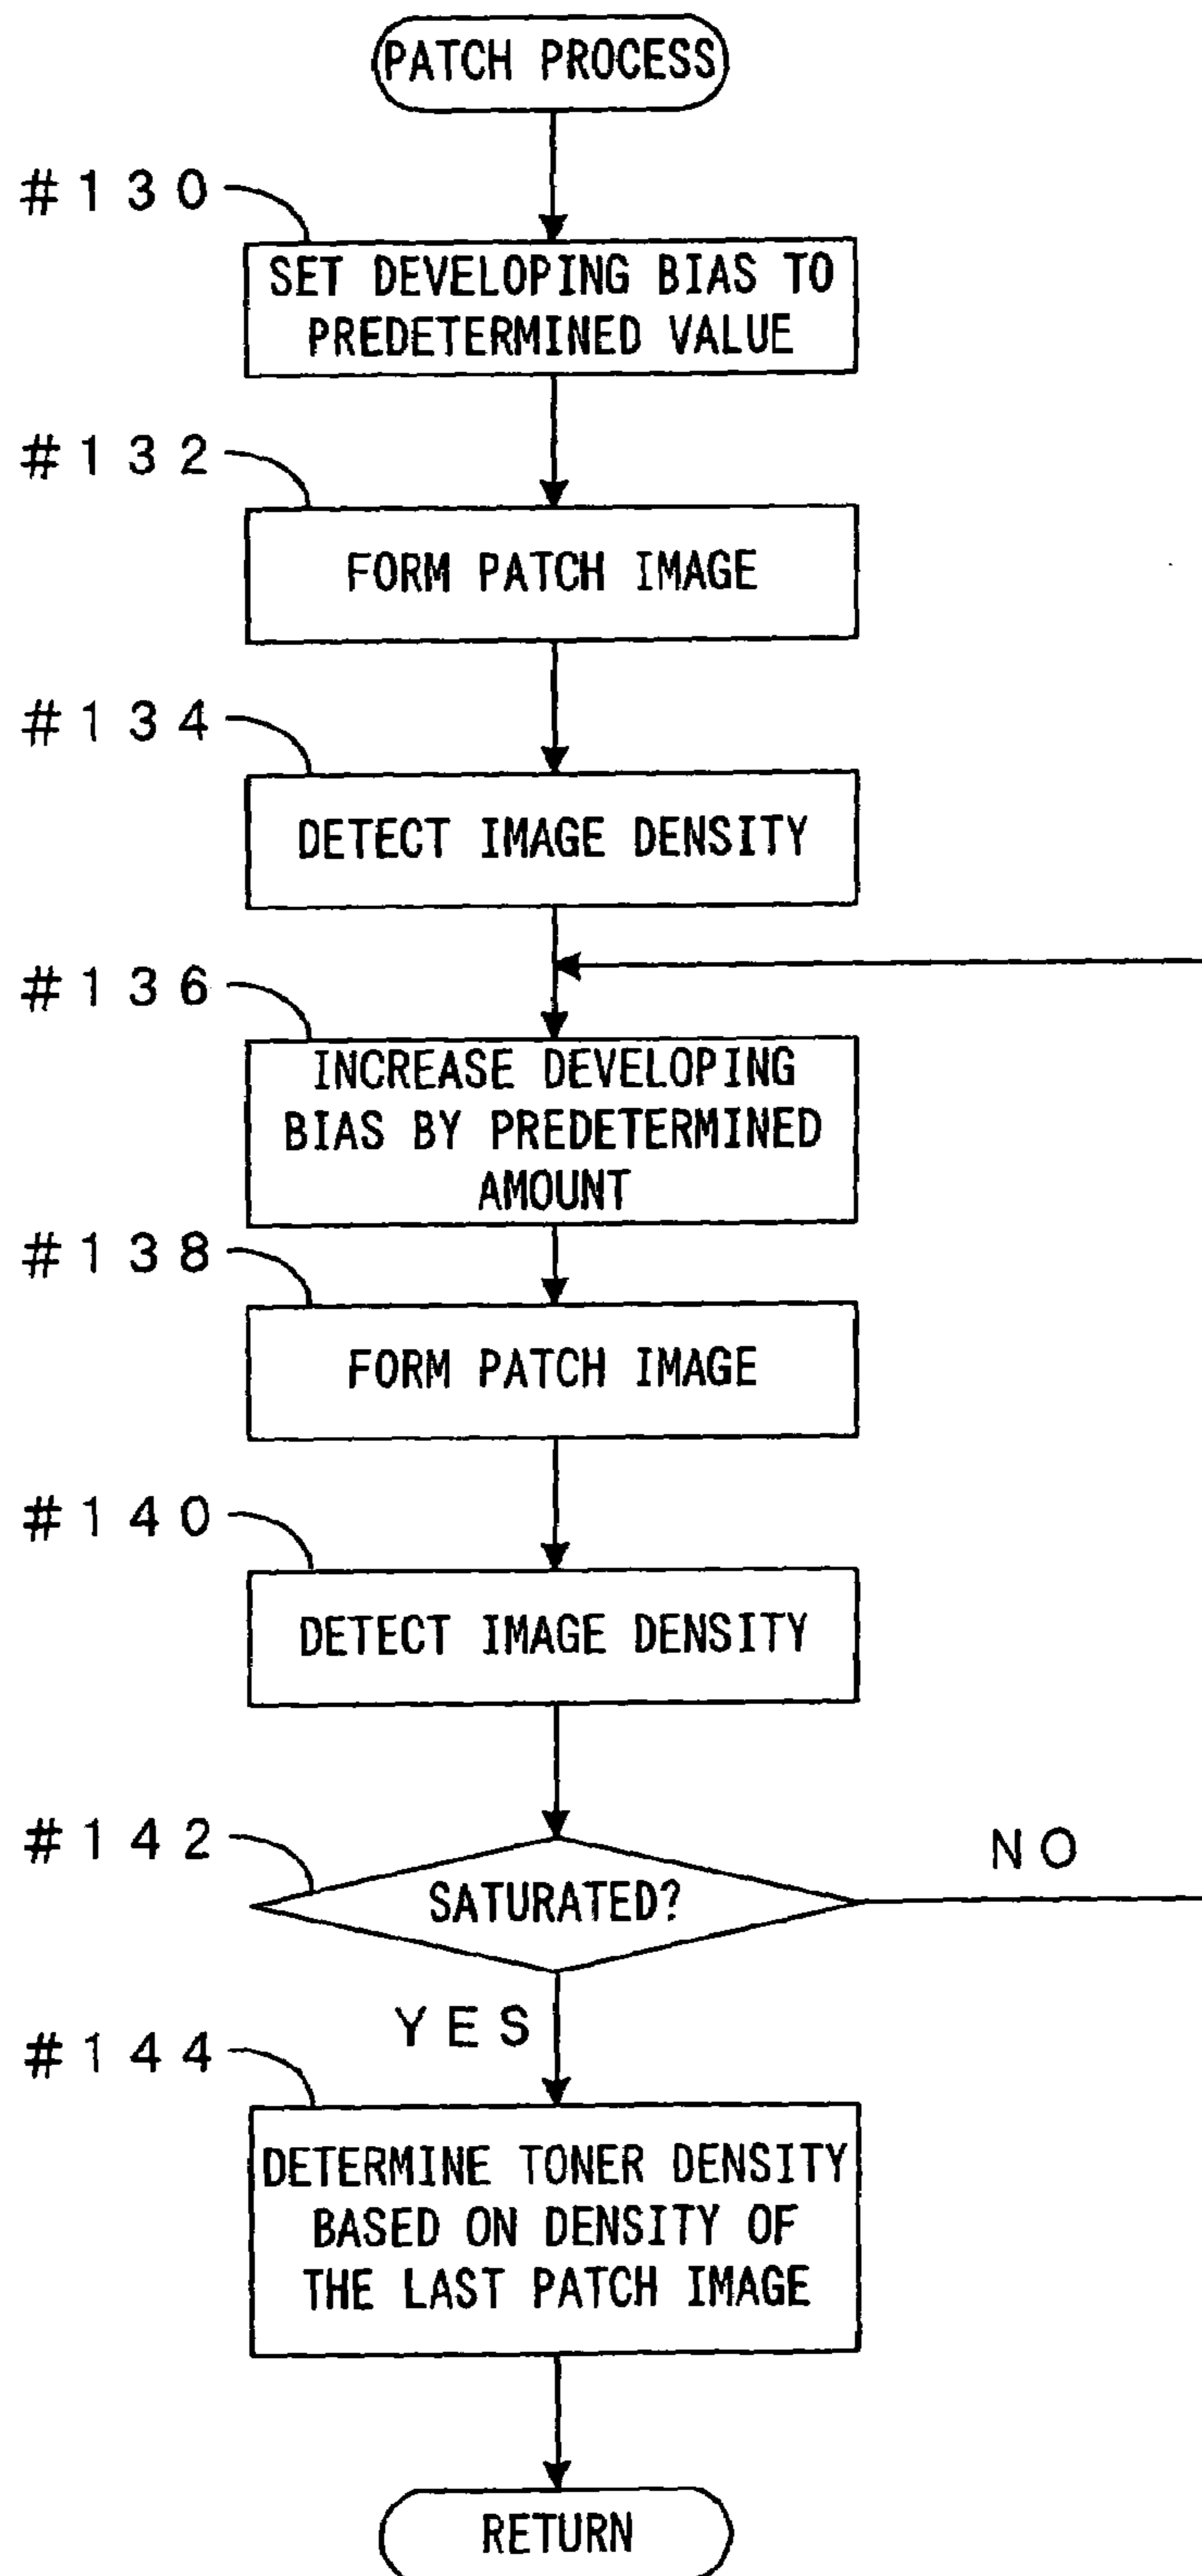 PATCH PROCESS
#130
SET DEVELOPING BIAS TO
PREDETERMINED VALUE
#132
FORM PATCH IMAGE
#134
DETECT IMAGE DENSITY
#136
INCREASE DEVELOPING
BIAS BY PREDETERMINED
AMOUNT
#138
FORM PATCH IMAGE
#140
DETECT IMAGE DENSITY
#142
SATURATED?
NO
YES
#144
DETERMINE TONER DENSITY
BASED ON DENSITY OF
THE LAST PATCH IMAGE
RETURN